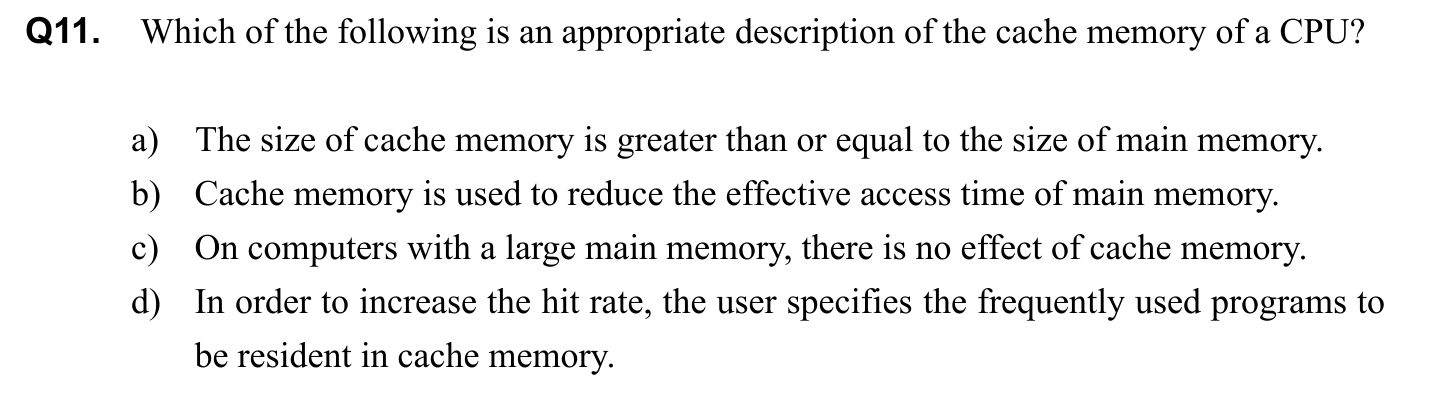 Q11. Which of the following is an appropriate description of the cache memory of a CPU?
a) The size of cache memory is greater than or equal to the size of main memory.
b) Cache memory is used to reduce the effective access time of main memory.
c) On computers with a large main memory, there is no effect of cache memory.
d) In order to increase the hit rate, the user specifies the frequently used programs to
be resident in cache memory.